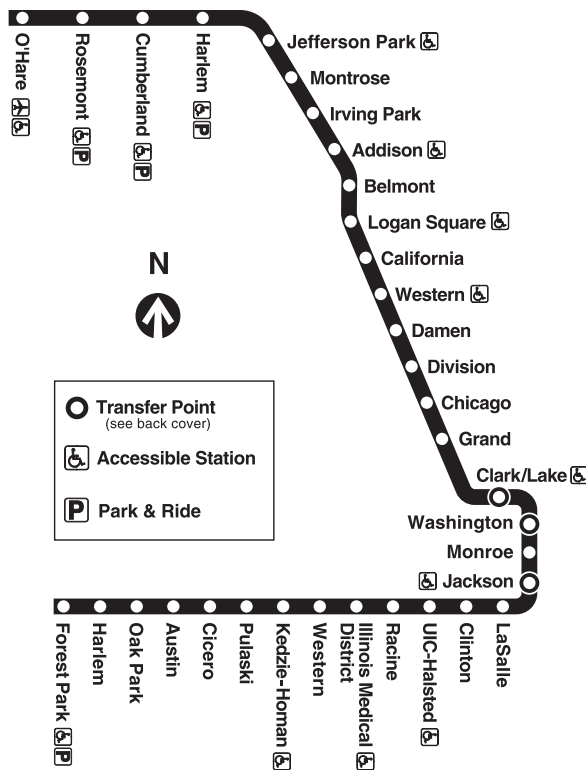 O'Hare
Rosemont P
Cumberland P
Harlem P
Jefferson Park
Montrose
Irving Park
Addison
Belmont
Logan Square
California
Western
Damen
Division
Chicago
Grand
Clark/Lake
Washington
Monroe
Jackson
N
Transfer Point
(see back cover)
Accessible Station
P Park & Ride
Forest Park P
Harlem
Oak Park
Austin
Cicero
Pulaski
Kedzie-Homan
Western
Illinois Medical
District
Racine
UIC-Halsted
Clinton
LaSalle